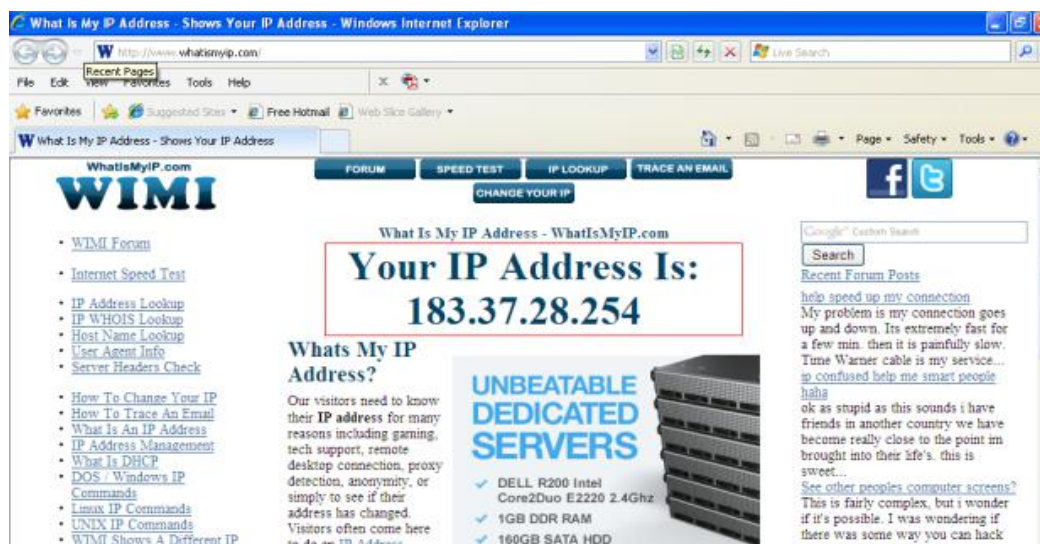 What Is My IP Address - Shows Your IP Address - Windows Internet Explorer
http://www.whatismyip.com/
Live Search
Recent Pages
File Edit View Favorites Tools Help
Favorites Suggested Sites Free Hotmail Web Slice Gallery
What Is My IP Address - Shows Your IP Address
Page Safety Tools
WhatIsMyIP.com
WIMI
FORUM SPEED TEST IP LOOKUP TRACE AN EMAIL
CHANGE YOUR IP
WIMI Forum
Internet Speed Test
IP Address Lookup
IP WHOIS Lookup
Host Name Lookup
User Agent Info
Server Headers Check
How To Change Your IP
How To Trace An Email
What Is An IP Address
IP Address Management
What Is DHCP
DOS / Windows IP
Commands
Linux IP Commands
UNIX IP Commands
WIMI Shows A Different IP
What Is My IP Address - WhatIsMyIP.com
Your IP Address Is:
183.37.28.254
Whats My IP
Address?
Our visitors need to know
their IP address for many
reasons including gaming,
tech support, remote
desktop connection, proxy
detection, anonymity, or
simply to see if their
address has changed.
Visitors often come here
to do an IP Address
UNBEATABLE
DEDICATED
SERVERS
DELL R200 Intel
Core2Duo E2220 2.4Ghz
1GB DDR RAM
160GB SATA HDD
Google™ Custom Search
Search
Recent Forum Posts
help speed up my connection
My problem is my connection goes
up and down. Its extremely fast for
a few min. then it is painfully slow.
Time Warner cable is my service...
ip confused help me smart people
haha
ok as stupid as this sounds i have
friends in another country we have
become really close to the point im
brought into their life's. this is
sweet...
See other peoples computer screens?
This is fairly complex, but i wonder
if it's possible. I was wondering if
there was some way you can hack